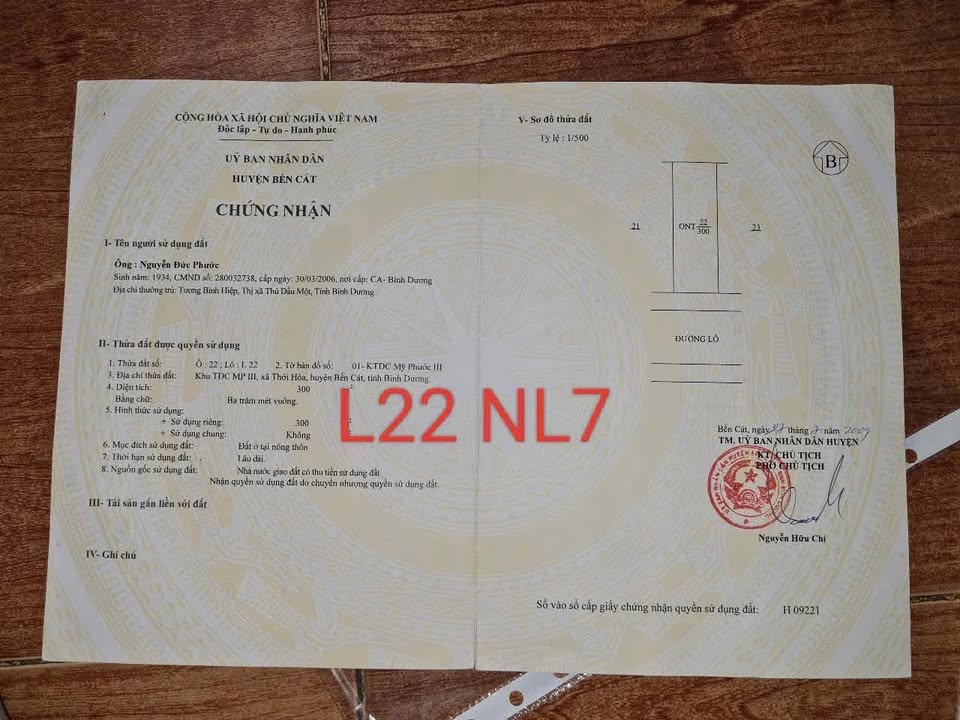 CỘNG HÒA XÃ HỘI CHỦ NGHĨA VIỆT NAM
Độc lập - Tự do - Hạnh phúc
UỶ BAN NHÂN DÂN
HUYỆN BẾN CÁT
CHỨNG NHẬN
I- Tên người sử dụng đất
Ông : Nguyễn Đức Phước
Sinh năm: 1934, CMND số: 280032738, cấp ngày: 30/03/2006, nơi cấp: CA- Bình Dương
Địa chỉ thường trú: Tương Bình Hiệp, Thị xã Thủ Dầu Một, Tỉnh Bình Dương
II- Thửa đất được quyền sử dụng
1. Thửa đất số: Ô : 22 ; Lô : L 22 2. Tờ bản đồ số: 01- KTDC Mỹ Phước III
3. Địa chỉ thửa đất: Khu TĐC MP III, xã Thới Hòa, huyện Bến Cát, tỉnh Bình Dương.
4. Diện tích: 300
Bằng chữ: Ba trăm mét vuông.
5. Hình thức sử dụng:
+ Sử dụng riêng: 300
+ Sử dụng chung: Không
6. Mục đích sử dụng đất: Đất ở tại nông thôn
7. Thời hạn sử dụng đất: Lâu dài.
8. Nguồn gốc sử dụng đất: Nhà nước giao đất có thu tiền sử dụng đất
Nhận quyền sử dụng đất do chuyển nhượng quyền sử dụng đất.
III- Tài sản gắn liền với đất
IV- Ghi chú
L22 NL7
V- Sơ đồ thửa đất
Tỷ lệ : 1/500
B
21
ONT 22
300
23
ĐƯỜNG LÔ
Bến Cát, ngày 27 tháng 7 năm 2009
TM. UỶ BAN NHÂN DÂN HUYỆN
KT. CHỦ TỊCH
PHÓ CHỦ TỊCH
Nguyễn Hữu Chí
Số vào sổ cấp giấy chứng nhận quyền sử dụng đất: H 09221